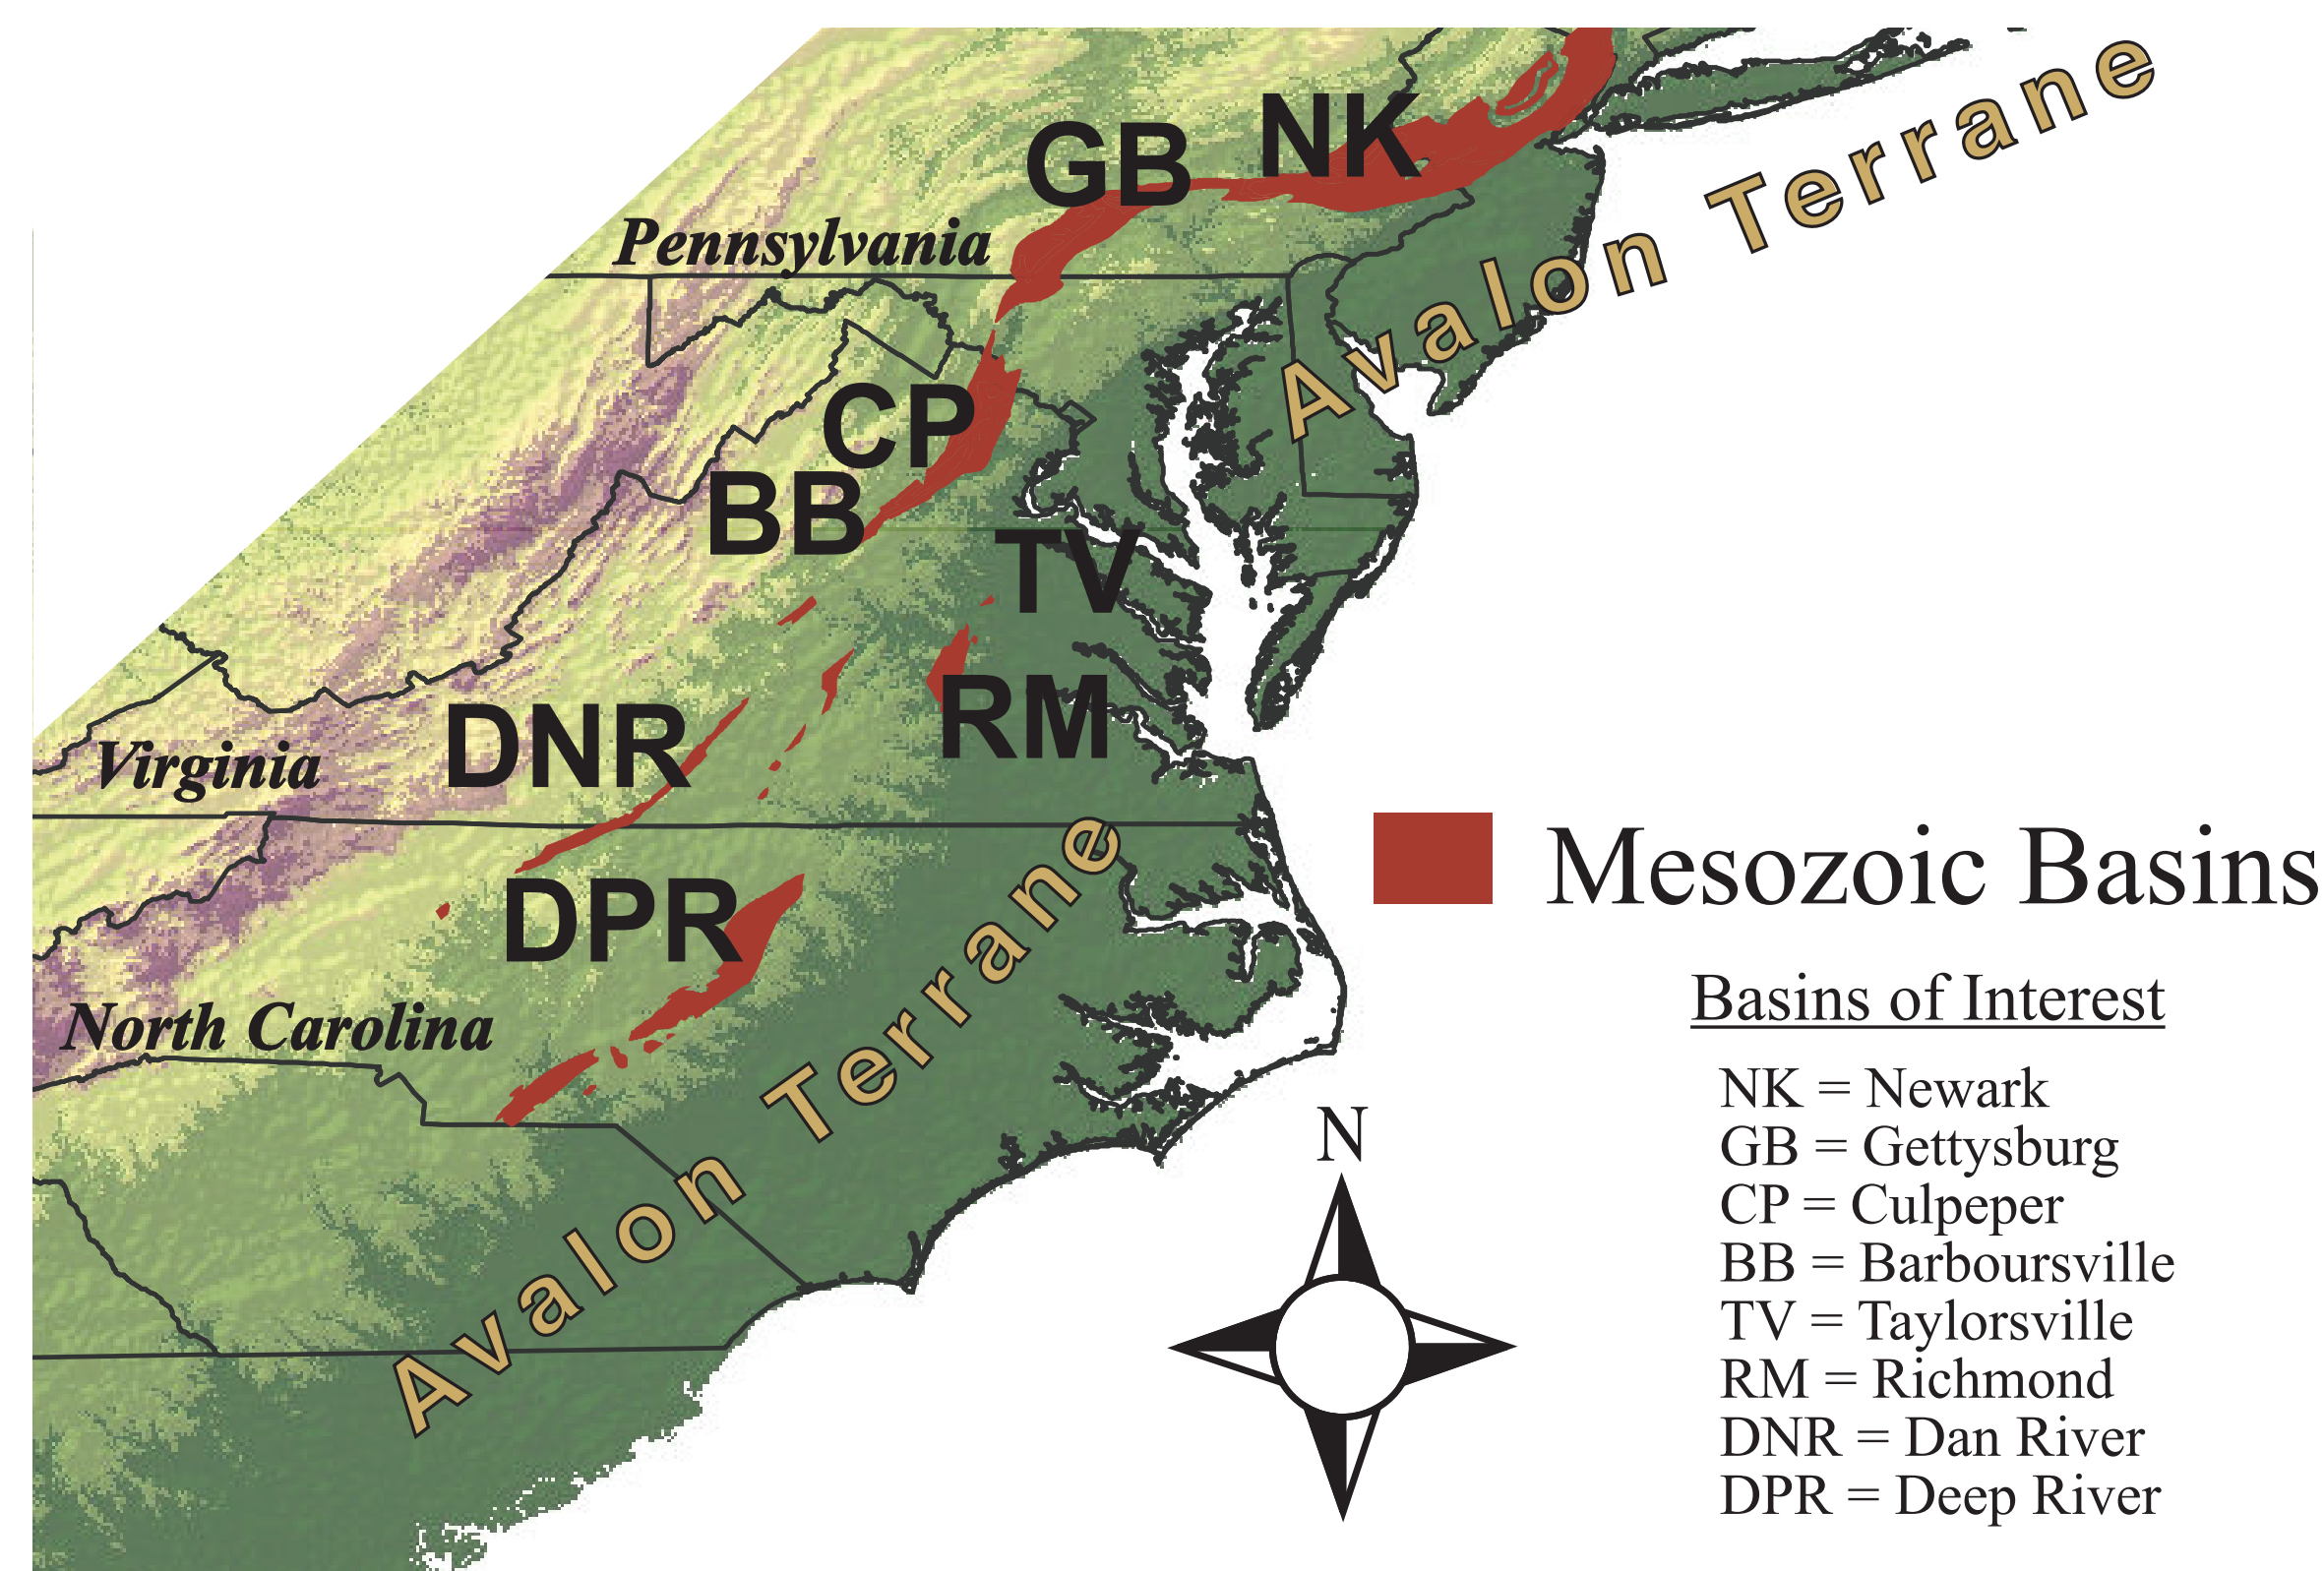 NK
GB
Avalon Terrane
Pennsylvania
CP
BB
TV
RM
DNR
Virginia
Avalon Terrane
DPR
North Carolina
Mesozoic Basins
Basins of Interest
NK = Newark
GB = Gettysburg
CP = Culpeper
BB = Barboursville
TV = Taylorsville
RM = Richmond
DNR = Dan River
DPR = Deep River
N